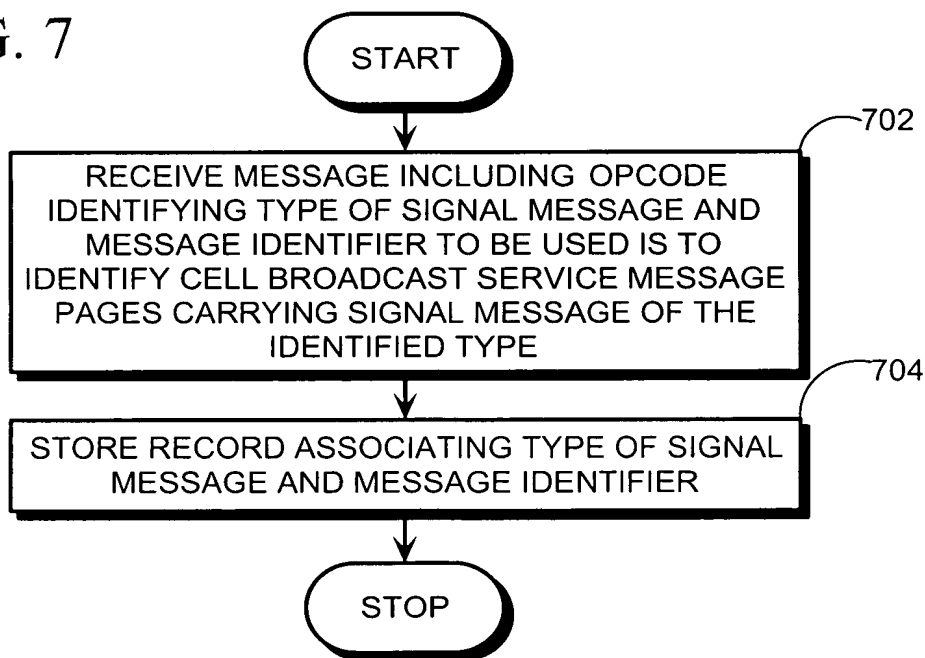 G. 7
START
702
RECEIVE MESSAGE INCLUDING OPCODE
IDENTIFYING TYPE OF SIGNAL MESSAGE AND
MESSAGE IDENTIFIER TO BE USED IS TO
IDENTIFY CELL BROADCAST SERVICE MESSAGE
PAGES CARRYING SIGNAL MESSAGE OF THE
IDENTIFIED TYPE
704
STORE RECORD ASSOCIATING TYPE OF SIGNAL
MESSAGE AND MESSAGE IDENTIFIER
STOP